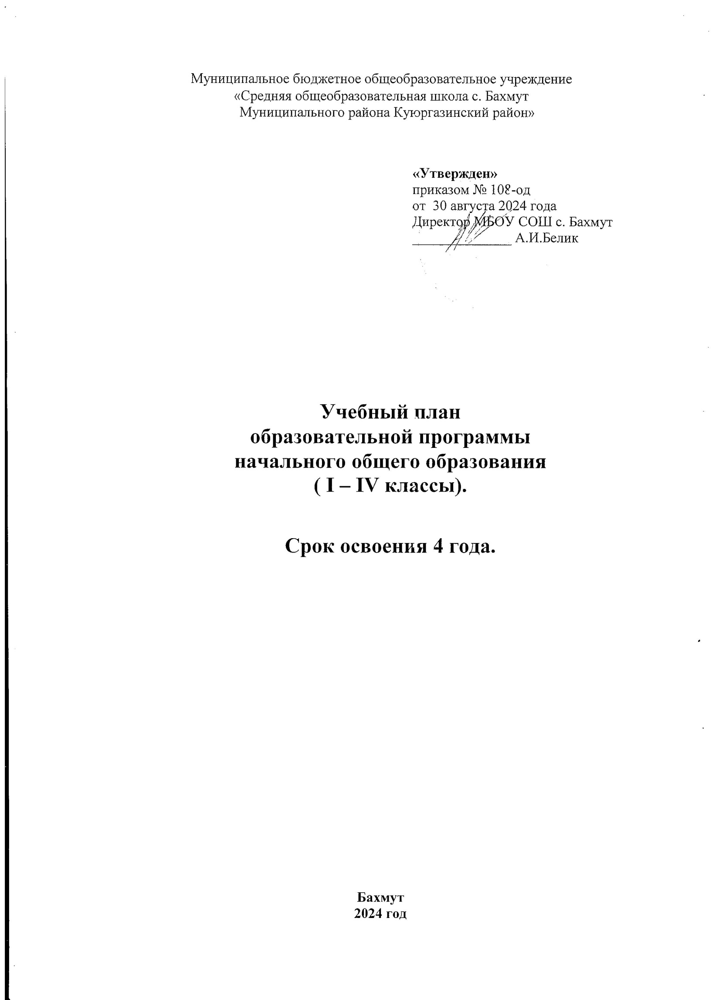 Муниципальное бюджетное общеобразовательное учреждение
«Средняя общеобразовательная школа с. Бахмут
Муниципального района Куюргазинский район»
«Утвержден»
приказом № 108-од
от 30 августа 2024 года
Директор МБОУ СОШ с. Бахмут
_______________ А.И.Белик
Учебный план
образовательной программы
начального общего образования
( I – IV классы).
Срок освоения 4 года.
Бахмут
2024 год